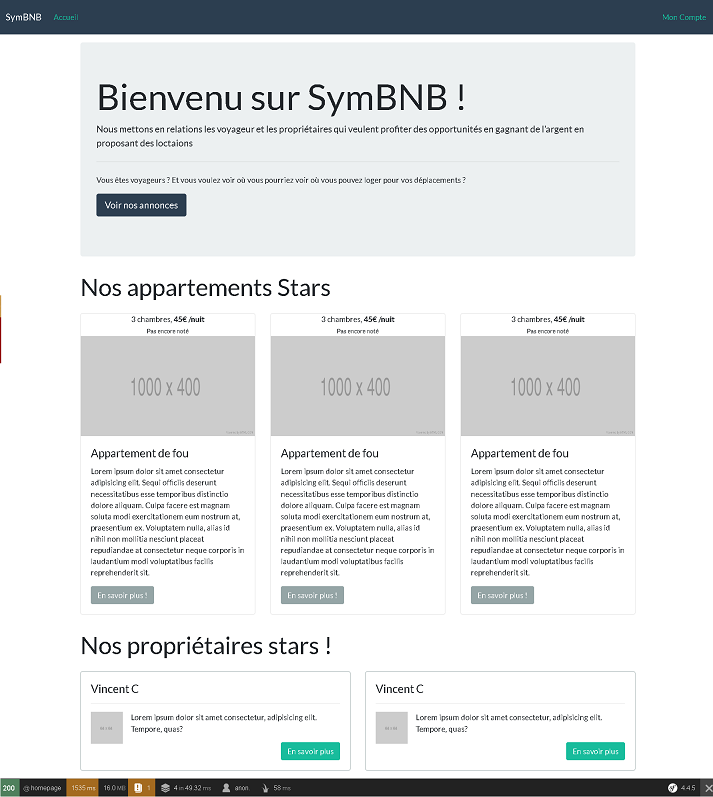 SymBNB Accueil Mon Compte
Bienvenu sur SymBNB !
Nous mettons en relations les voyageur et les propriétaires qui veulent profiter des opportunités en gagnant de l'argent en
proposant des loctaions
Vous êtes voyageurs ? Et vous voulez voir où vous pourriez voir où vous pouvez loger pour vos déplacements ?
Voir nos annonces
Nos appartements Stars
3 chambres, 45€ /nuit
Pas encore noté
1000 x 400
Appartement de fou
Lorem ipsum dolor sit amet consectetur
adipisicing elit. Sequi officiis deserunt
necessitatibus esse temporibus distinctio
dolore aliquam. Culpa facere est magnam
soluta modi exercitationem eum nostrum at,
praesentium ex. Voluptatem nulla, alias id
nihil non mollitia nesciunt placeat
repudiandae at consectetur neque corporis in
laudantium modi voluptatibus facilis
reprehenderit sit.
En savoir plus !
3 chambres, 45€ /nuit
Pas encore noté
1000 x 400
Appartement de fou
Lorem ipsum dolor sit amet consectetur
adipisicing elit. Sequi officiis deserunt
necessitatibus esse temporibus distinctio
dolore aliquam. Culpa facere est magnam
soluta modi exercitationem eum nostrum at,
praesentium ex. Voluptatem nulla, alias id
nihil non mollitia nesciunt placeat
repudiandae at consectetur neque corporis in
laudantium modi voluptatibus facilis
reprehenderit sit.
En savoir plus !
3 chambres, 45€ /nuit
Pas encore noté
1000 x 400
Appartement de fou
Lorem ipsum dolor sit amet consectetur
adipisicing elit. Sequi officiis deserunt
necessitatibus esse temporibus distinctio
dolore aliquam. Culpa facere est magnam
soluta modi exercitationem eum nostrum at,
praesentium ex. Voluptatem nulla, alias id
nihil non mollitia nesciunt placeat
repudiandae at consectetur neque corporis in
laudantium modi voluptatibus facilis
reprehenderit sit.
En savoir plus !
Nos propriétaires stars !
Vincent C
Lorem ipsum dolor sit amet consectetur, adipisicing elit.
Tempore, quas?
En savoir plus
Vincent C
Lorem ipsum dolor sit amet consectetur, adipisicing elit.
Tempore, quas?
En savoir plus
200 @ homepage 1535 ms 16.0 MB 1 4 in 49.32 ms anon 58 ms 4.4.5